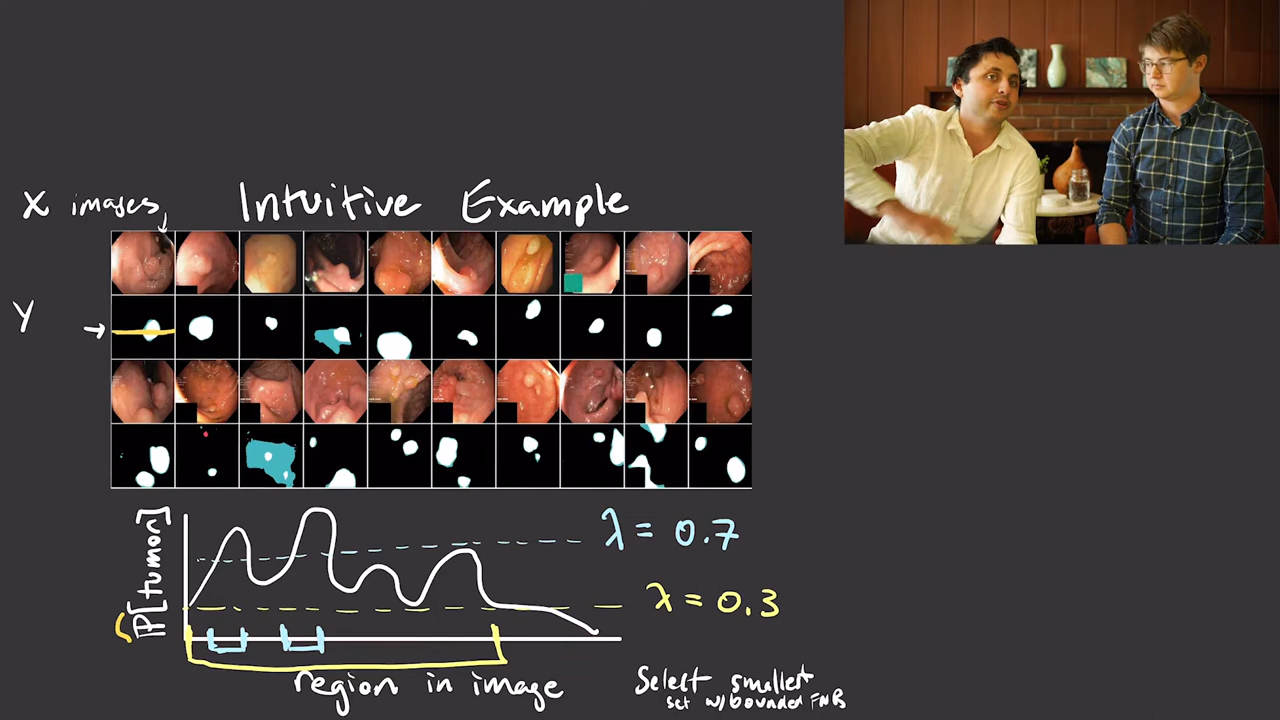 X images,
Intuitive Example
Y
P[tumor]
λ = 0.7
λ = 0.3
region in image
Select smallest
set w/bounded FNR